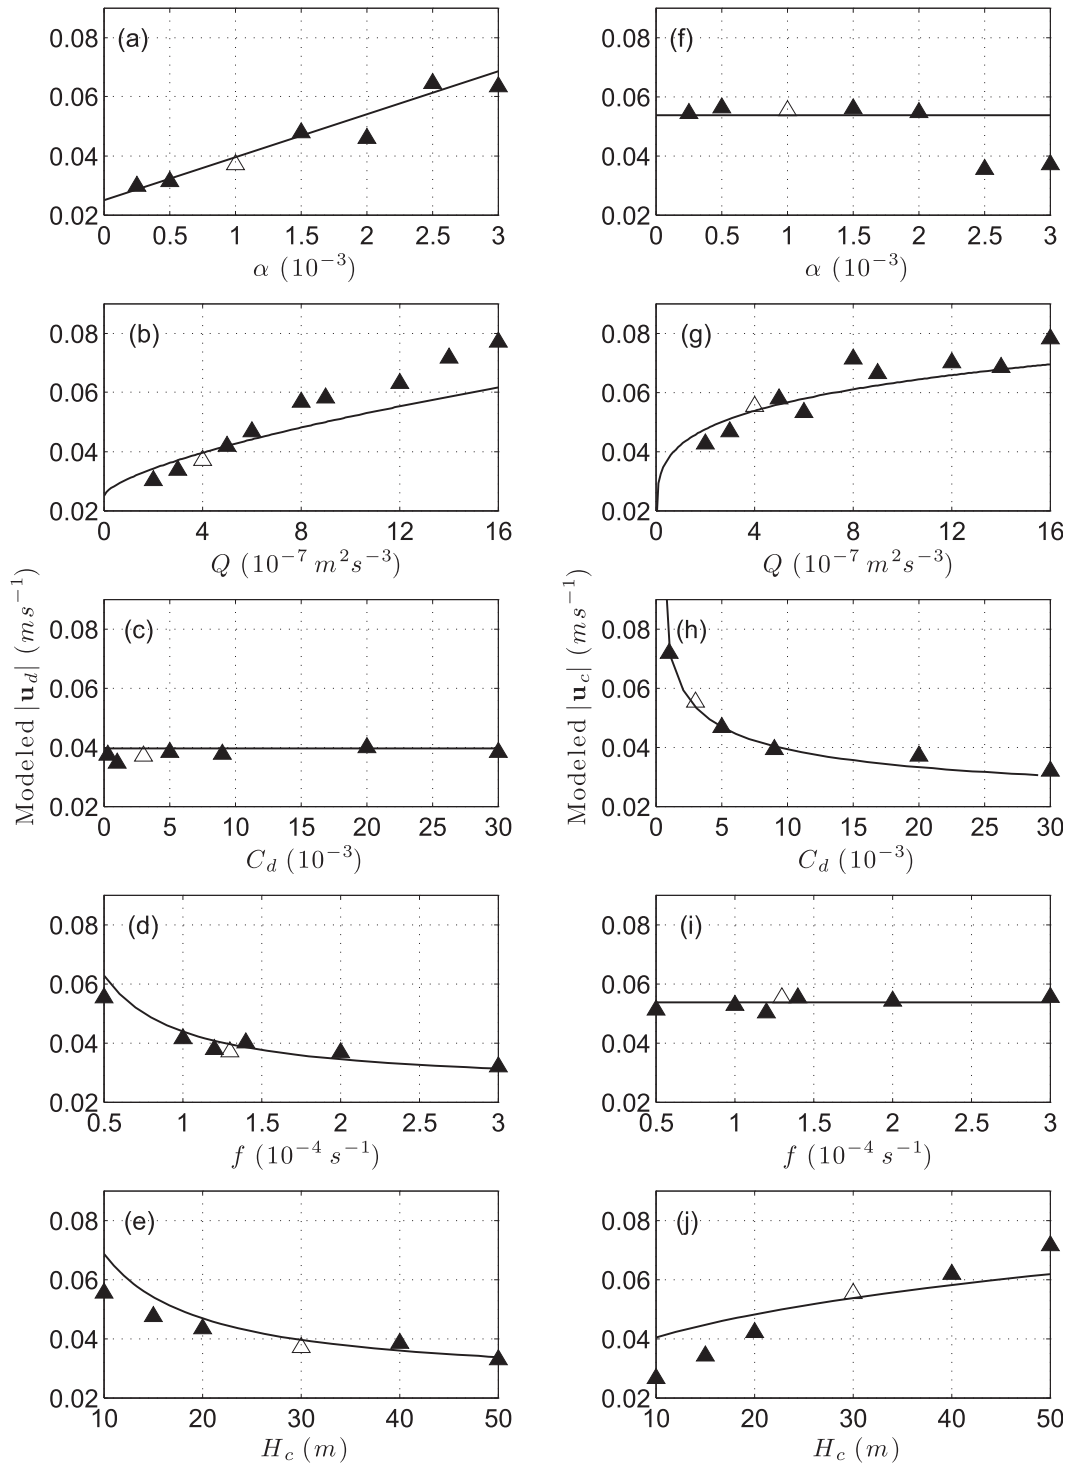 (a)
0.08
0.06
0.04
0.02
0 0.5 1 1.5 2 2.5 3
α (10⁻³)
(f)
0.08
0.06
0.04
0.02
0 0.5 1 1.5 2 2.5 3
α (10⁻³)
(b)
0.08
0.06
0.04
0.02
0 4 8 12 16
Q (10⁻⁷ m²s⁻³)
(g)
0.08
0.06
0.04
0.02
0 4 8 12 16
Q (10⁻⁷ m²s⁻³)
Modeled |u_d| (ms⁻¹)
(c)
0.08
0.06
0.04
0.02
0 5 10 15 20 25 30
C_d (10⁻³)
Modeled |u_c| (ms⁻¹)
(h)
0.08
0.06
0.04
0.02
0 5 10 15 20 25 30
C_d (10⁻³)
(d)
0.08
0.06
0.04
0.02
0.5 1 1.5 2 2.5 3
f (10⁻⁴ s⁻¹)
(i)
0.08
0.06
0.04
0.02
0.5 1 1.5 2 2.5 3
f (10⁻⁴ s⁻¹)
(e)
0.08
0.06
0.04
0.02
10 20 30 40 50
H_c (m)
(j)
0.08
0.06
0.04
0.02
10 20 30 40 50
H_c (m)